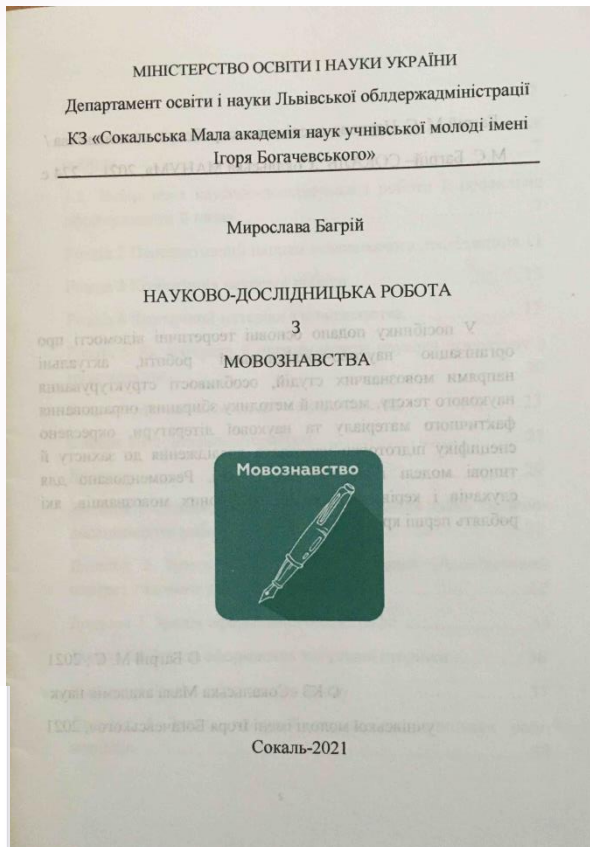 МІНІСТЕРСТВО ОСВІТИ І НАУКИ УКРАЇНИ
Департамент освіти і науки Львівської облдержадміністрації
КЗ «Сокальська Мала академія наук учнівської молоді імені
Ігоря Богачевського»
Мирослава Багрій
НАУКОВО-ДОСЛІДНИЦЬКА РОБОТА
З
МОВОЗНАВСТВА
Мовознавство
Сокаль-2021